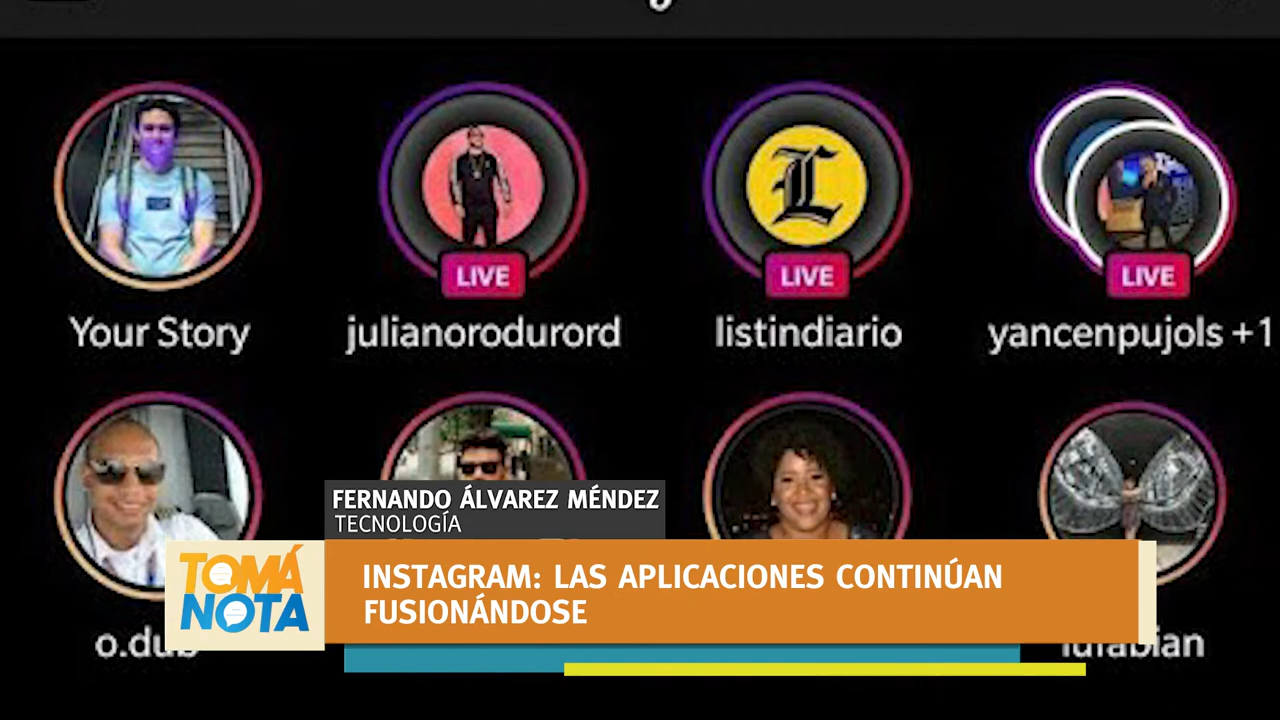 LIVE
LIVE
LIVE
Your Story
julianorodurord
listindiario
yancenpujols +1
FERNANDO ÁLVAREZ MÉNDEZ
TECNOLOGÍA
TOMÁ
NOTA
INSTAGRAM: LAS APLICACIONES CONTINÚAN
FUSIONÁNDOSE
o.dub
lufabian